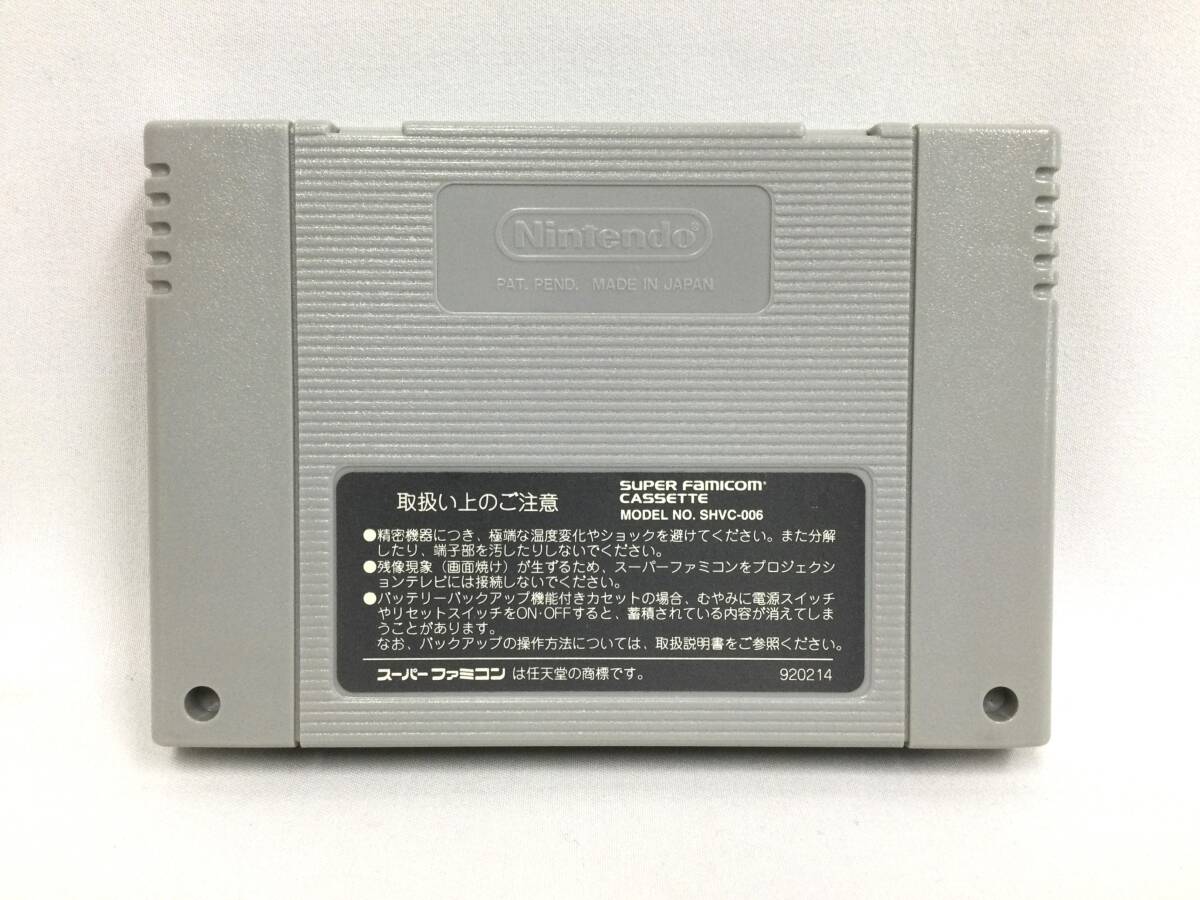 Nintendo®
PAT. PEND. MADE IN JAPAN
取扱い上のご注意
SUPER FAMICOM
CASSETTE
MODEL NO. SHVC-006
●精密機器につき、極端な温度変化やショックを避けてください。また分解
したり、端子部を汚したりしないでください。
●残像現象（画面焼け）が生ずるため、スーパーファミコンをプロジェクシ
ョンテレビには接続しないでください。
●バッテリーバックアップ機能付きカセットの場合、むやみに電源スイッチ
やリセットスイッチをON・OFFすると、蓄積されている内容が消えてしま
うことがあります。
なお、バックアップの操作方法については、取扱説明書をご参照ください。
スーパーファミコンは任天堂の商標です。
920214